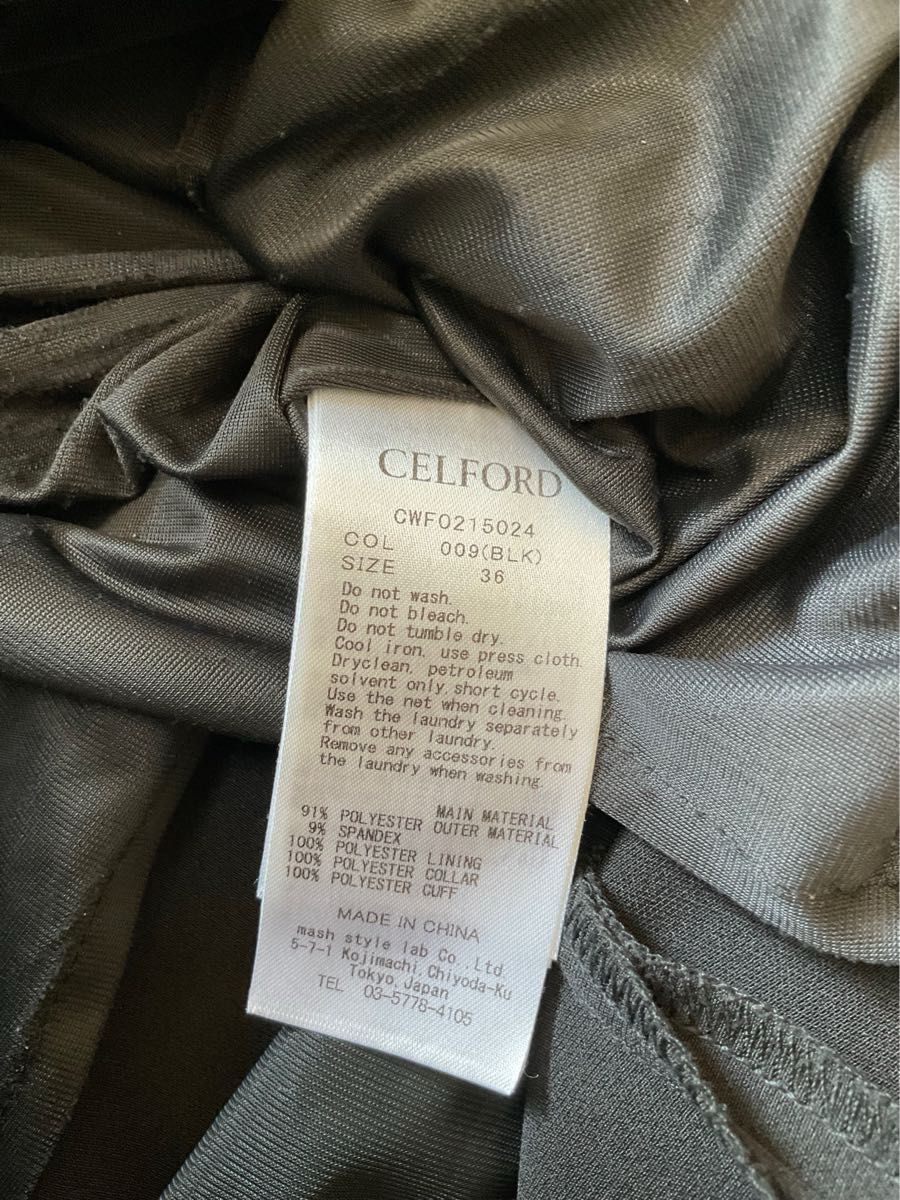 CELFORD
CWF0215024
COL 009(BLK)
SIZE 36
Do not wash.
Do not bleach.
Do not tumble dry.
Cool iron, use press cloth.
Dryclean, petroleum
solvent only, short cycle.
Use the net when cleaning.
Wash the laundry separately
from other laundry.
Remove any accessories from
the laundry when washing.
MAIN MATERIAL
91% POLYESTER OUTER MATERIAL
9% SPANDEX
100% POLYESTER LINING
100% POLYESTER COLLAR
100% POLYESTER CUFF
MADE IN CHINA
mash style lab Co.,Ltd.
5-7-1 Kojimachi,Chiyoda-Ku
Tokyo,Japan
TEL 03-5778-4105